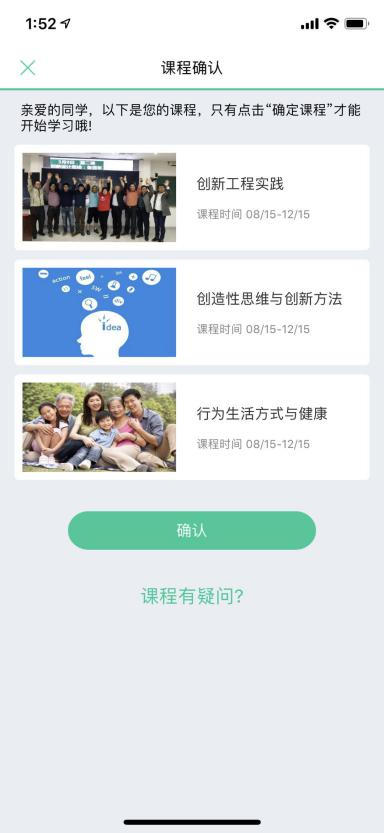 1:52
课程确认
亲爱的同学，以下是您的课程，只有点击“确定课程”才能
开始学习哦!
创新工程实践
课程时间 08/15-12/15
action
feel
SW
idea
创造性思维与创新方法
课程时间 08/15-12/15
行为生活方式与健康
课程时间 08/15-12/15
确认
课程有疑问?